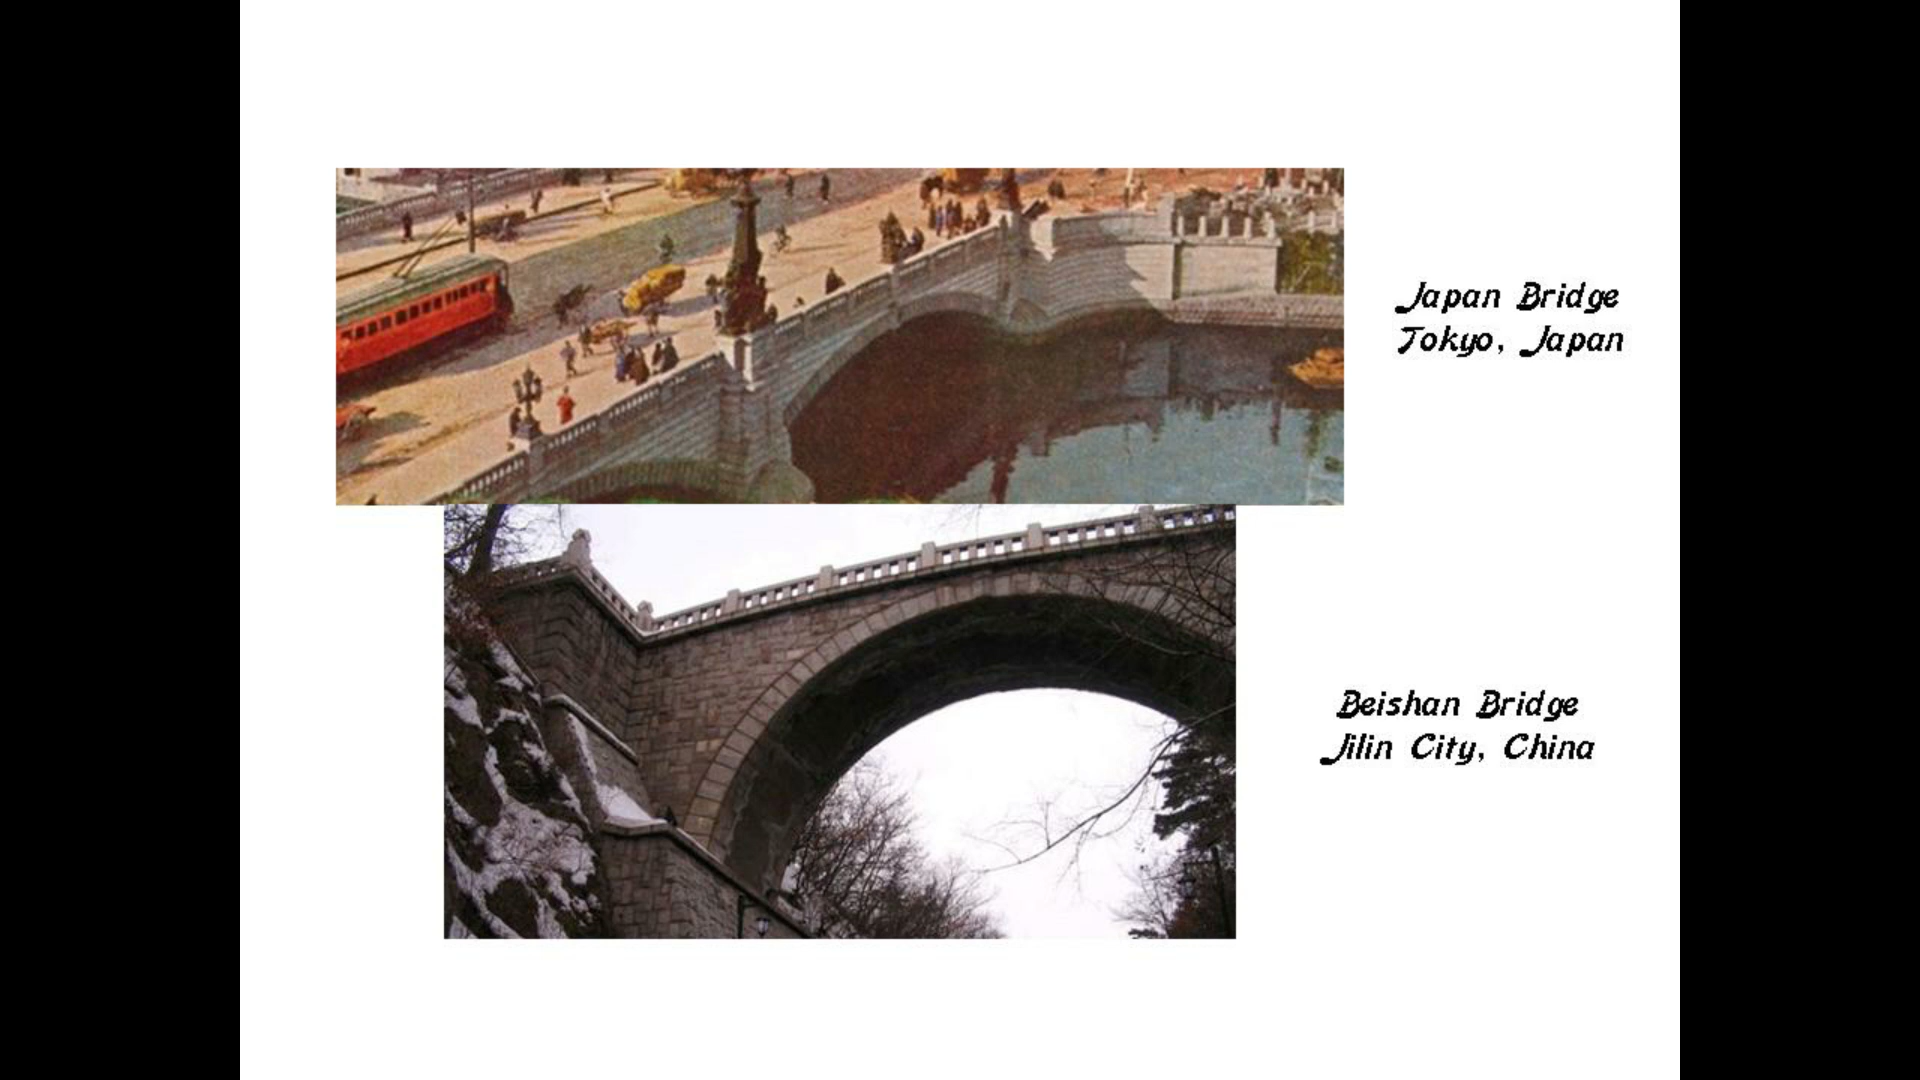 Japan Bridge
Tokyo, Japan
Beishan Bridge
Jilin City, China